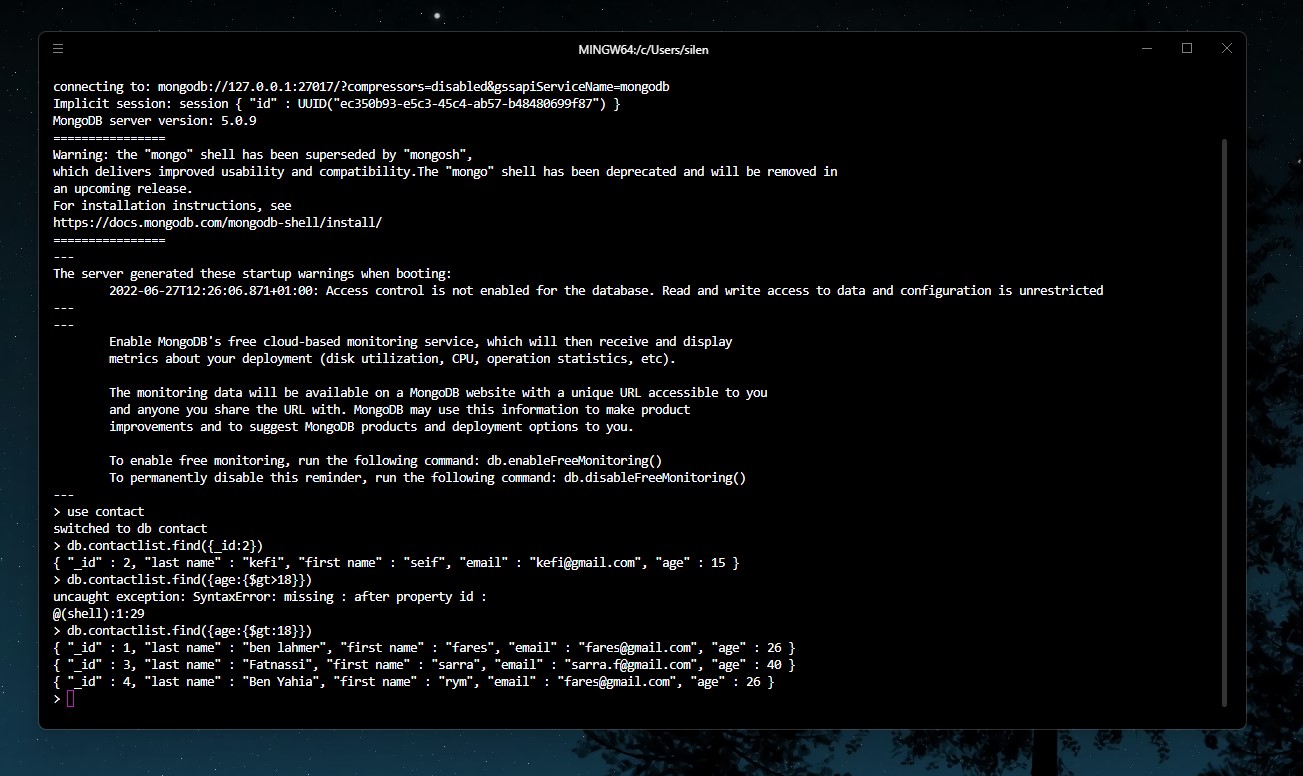 MINGW64:/c/Users/silen
connecting to: mongodb://127.0.0.1:27017/?compressors=disabled&gssapiServiceName=mongodb
Implicit session: session { "id" : UUID("ec350b93-e5c3-45c4-ab57-b48480699f87") }
MongoDB server version: 5.0.9
================
Warning: the "mongo" shell has been superseded by "mongosh",
which delivers improved usability and compatibility.The "mongo" shell has been deprecated and will be removed in
an upcoming release.
For installation instructions, see
https://docs.mongodb.com/mongodb-shell/install/
================
---
The server generated these startup warnings when booting:
2022-06-27T12:26:06.871+01:00: Access control is not enabled for the database. Read and write access to data and configuration is unrestricted
---
---
Enable MongoDB's free cloud-based monitoring service, which will then receive and display
metrics about your deployment (disk utilization, CPU, operation statistics, etc).
The monitoring data will be available on a MongoDB website with a unique URL accessible to you
and anyone you share the URL with. MongoDB may use this information to make product
improvements and to suggest MongoDB products and deployment options to you.
To enable free monitoring, run the following command: db.enableFreeMonitoring()
To permanently disable this reminder, run the following command: db.disableFreeMonitoring()
---
> use contact
switched to db contact
> db.contactlist.find({_id:2})
{ "_id" : 2, "last name" : "kefi", "first name" : "seif", "email" : "kefi@gmail.com", "age" : 15 }
> db.contactlist.find({age:{$gt>18}})
uncaught exception: SyntaxError: missing : after property id :
@(shell):1:29
> db.contactlist.find({age:{$gt:18}})
{ "_id" : 1, "last name" : "ben lahmer", "first name" : "fares", "email" : "fares@gmail.com", "age" : 26 }
{ "_id" : 3, "last name" : "Fatnassi", "first name" : "sarra", "email" : "sarra.f@gmail.com", "age" : 40 }
{ "_id" : 4, "last name" : "Ben Yahia", "first name" : "rym", "email" : "fares@gmail.com", "age" : 26 }
>